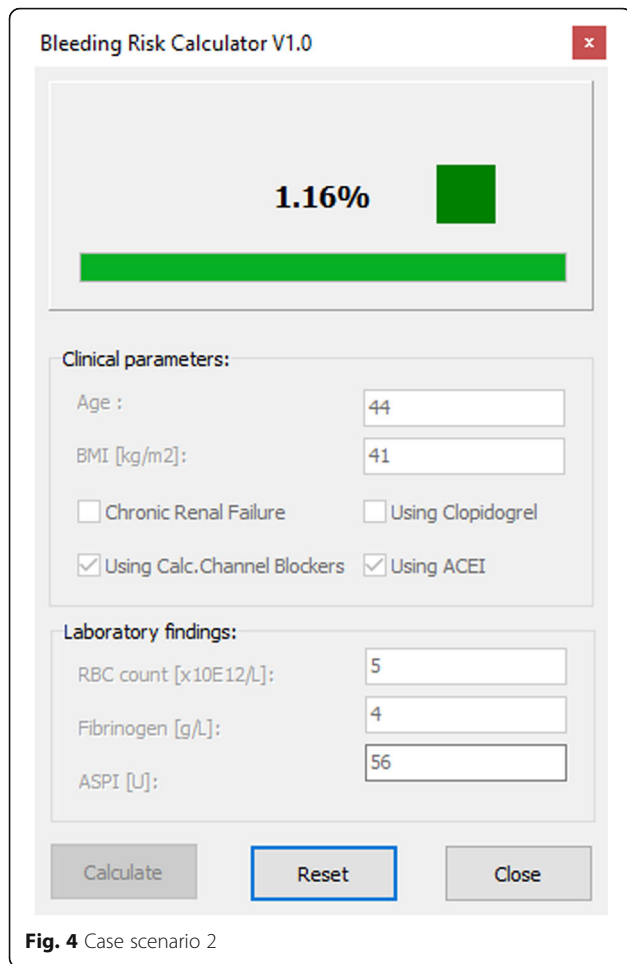 Bleeding Risk Calculator V1.0 x
1.16%
Clinical parameters:
Age : 44
BMI [kg/m2]: 41
Chronic Renal Failure Using Clopidogrel
Using Calc.Channel Blockers Using ACEI
Laboratory findings:
RBC count [x10E12/L]: 5
Fibrinogen [g/L]: 4
ASPI [U]: 56
Calculate Reset Close
Fig. 4 Case scenario 2